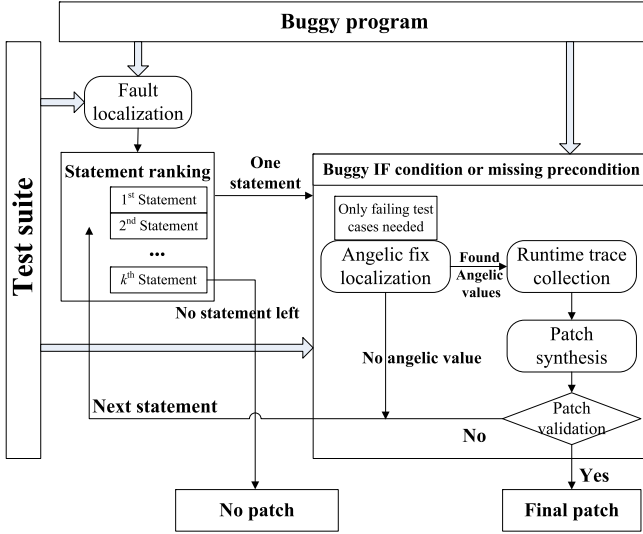 Buggy program
Test suite
Fault
localization
Statement ranking
1st Statement
2nd Statement
...
kth Statement
One
statement
Buggy IF condition or missing precondition
Only failing test
cases needed
Angelic fix
localization
Found
Angelic
values
Runtime trace
collection
No statement left
Patch
synthesis
No angelic value
Next statement
Patch
validation
No
Yes
No patch
Final patch